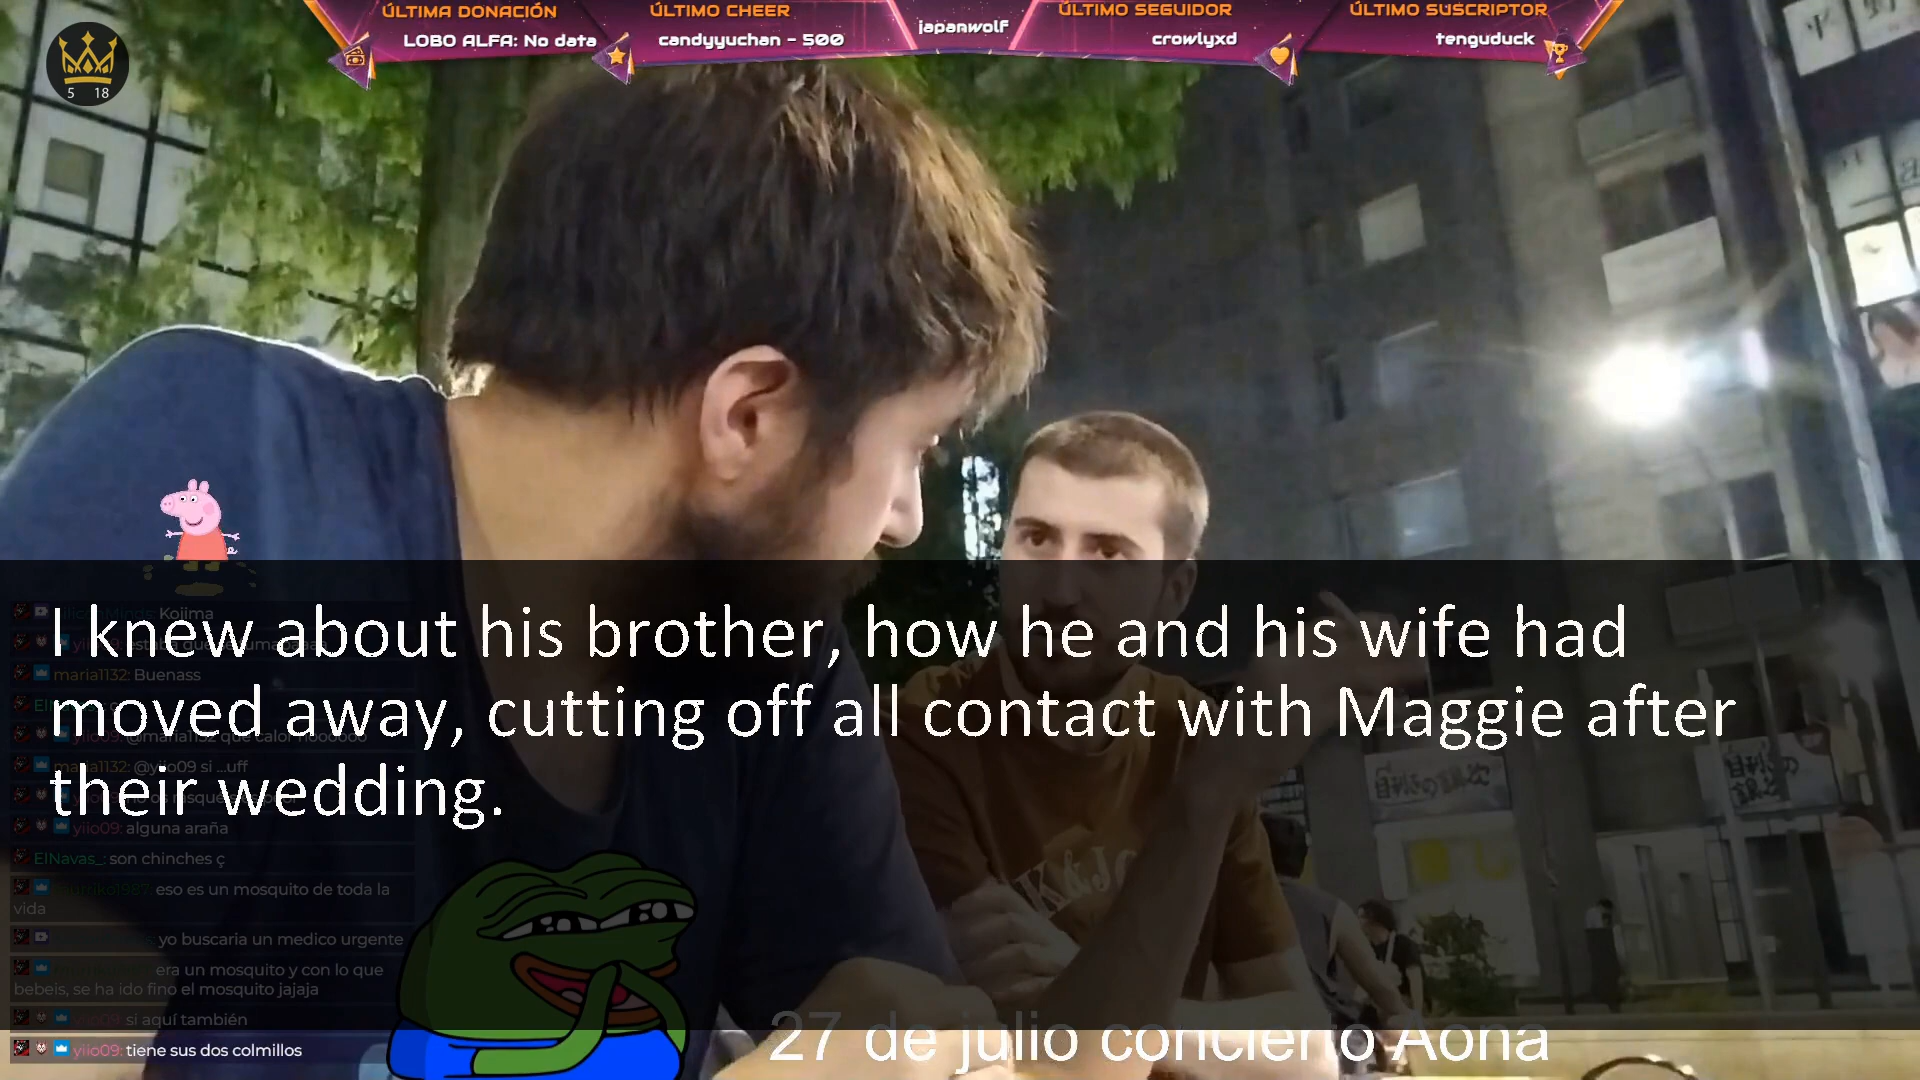 ÚLTIMA DONACIÓN
LOBO ALFA: No data
ÚLTIMO CHEER
candyyuchan - 500
japanwolf
ÚLTIMO SEGUIDOR
crowlyxd
ÚLTIMO SUSCRIPTOR
tenguduck
5 18
I knew about his brother, how he and his wife had
moved away, cutting off all contact with Maggie after
their wedding.
Kojima
maria1132: Buenass
maria1132: @yiio09 si ...uff
yiio09: alguna araña
ElNavas_: son chinches ç
eso es un mosquito de toda la
vida
yo buscaria un medico urgente
era un mosquito y con lo que
bebeis, se ha ido fino el mosquito jajaja
yiio09: si aquí también
yiio09: tiene sus dos colmillos
27 de julio concierto Aona